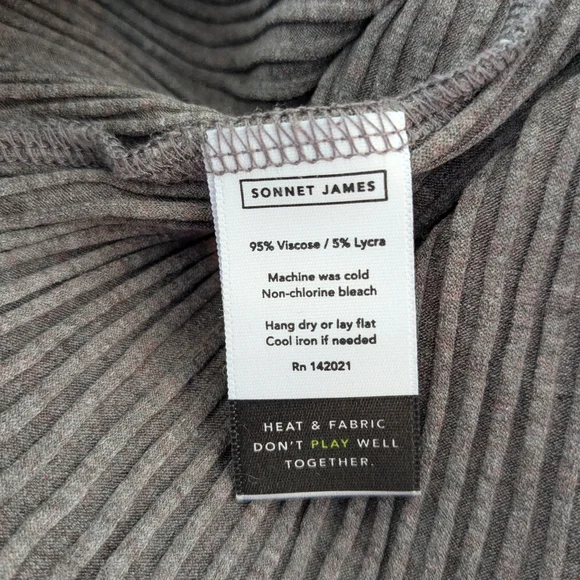 SONNET JAMES
95% Viscose / 5% Lycra
Machine was cold
Non-chlorine bleach
Hang dry or lay flat
Cool iron if needed
Rn 142021
HEAT & FABRIC
DON'T PLAY WELL
TOGETHER.